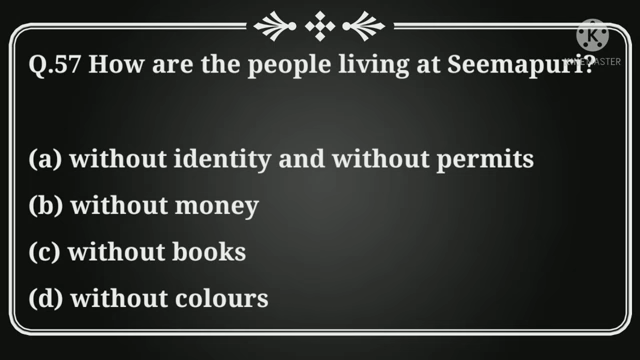 K
KINEMASTER
Q.57 How are the people living at Seemapuri?
(a) without identity and without permits
(b) without money
(c) without books
(d) without colours